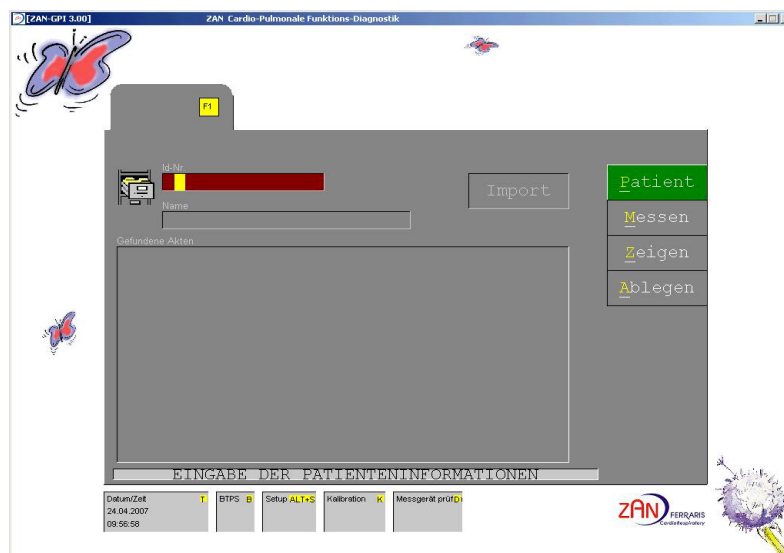 [ZAN-GPI 3.00] ZAN Cardio-Pulmonale Funktions-Diagnostik
F1
Id-Nr
Import
Name
Gefundene Akten
Patient
Messen
Zeigen
Ablegen
EINGABE DER PATIENTENINFORMATIONEN
Datum/Zeit T
24.04.2007
09:56:58
BTPS B
Setup ALT+S
Kalibration K
Messgerät prüf D
ZAN FERRARIS
CardioRespiratory